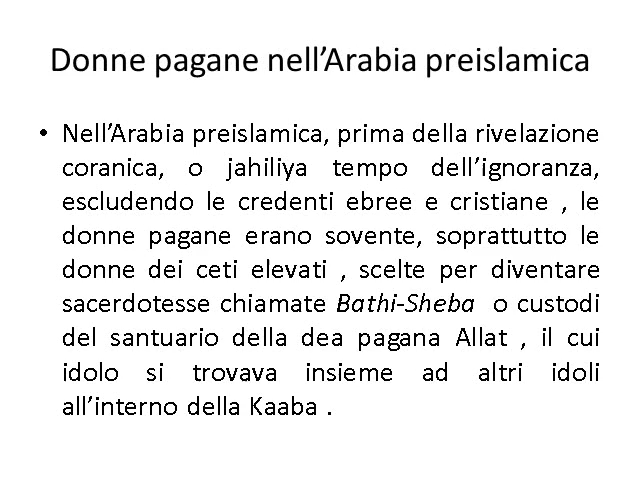 Donne pagane nell’Arabia preislamica
• Nell’Arabia preislamica, prima della rivelazione
coranica, o jahiliya tempo dell’ignoranza,
escludendo le credenti ebree e cristiane , le
donne pagane erano sovente, soprattutto le
donne dei ceti elevati , scelte per diventare
sacerdotesse chiamate Bathi-Sheba o custodi
del santuario della dea pagana Allat , il cui
idolo si trovava insieme ad altri idoli
all’interno della Kaaba .